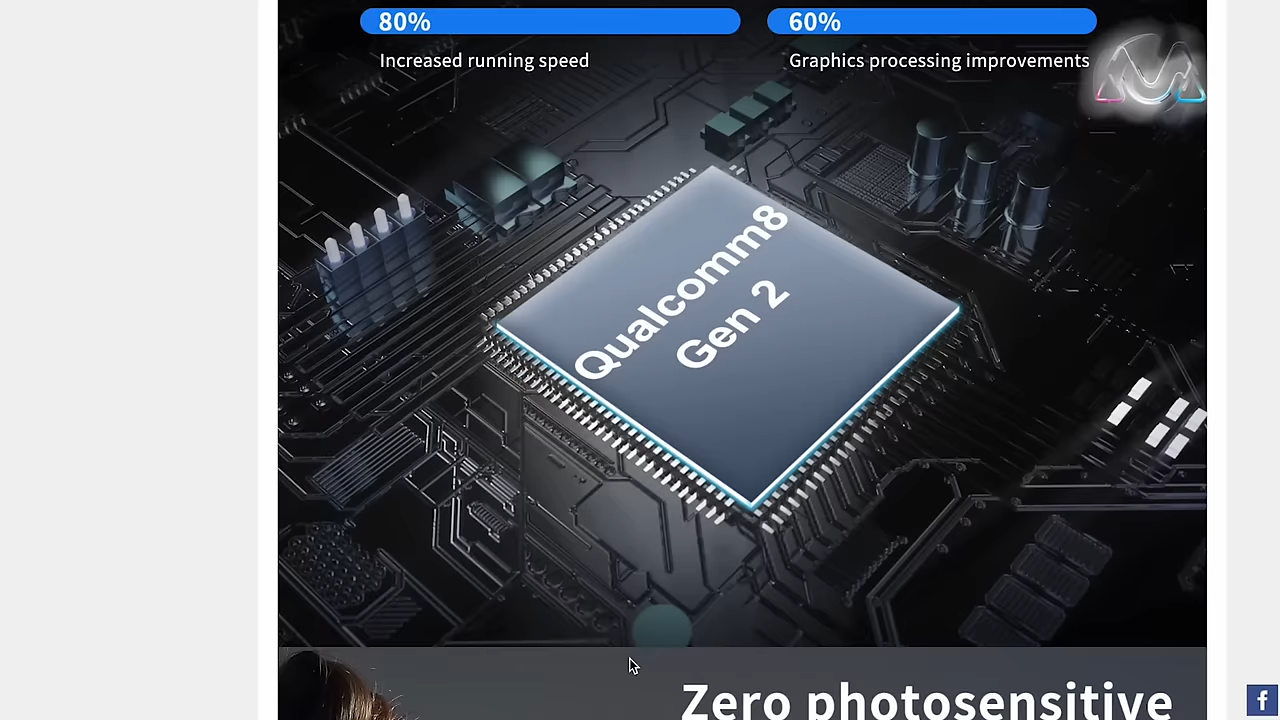 80%
60%
Increased running speed
Graphics processing improvements
Qualcomm8
Gen 2
Zero photosensitive
f